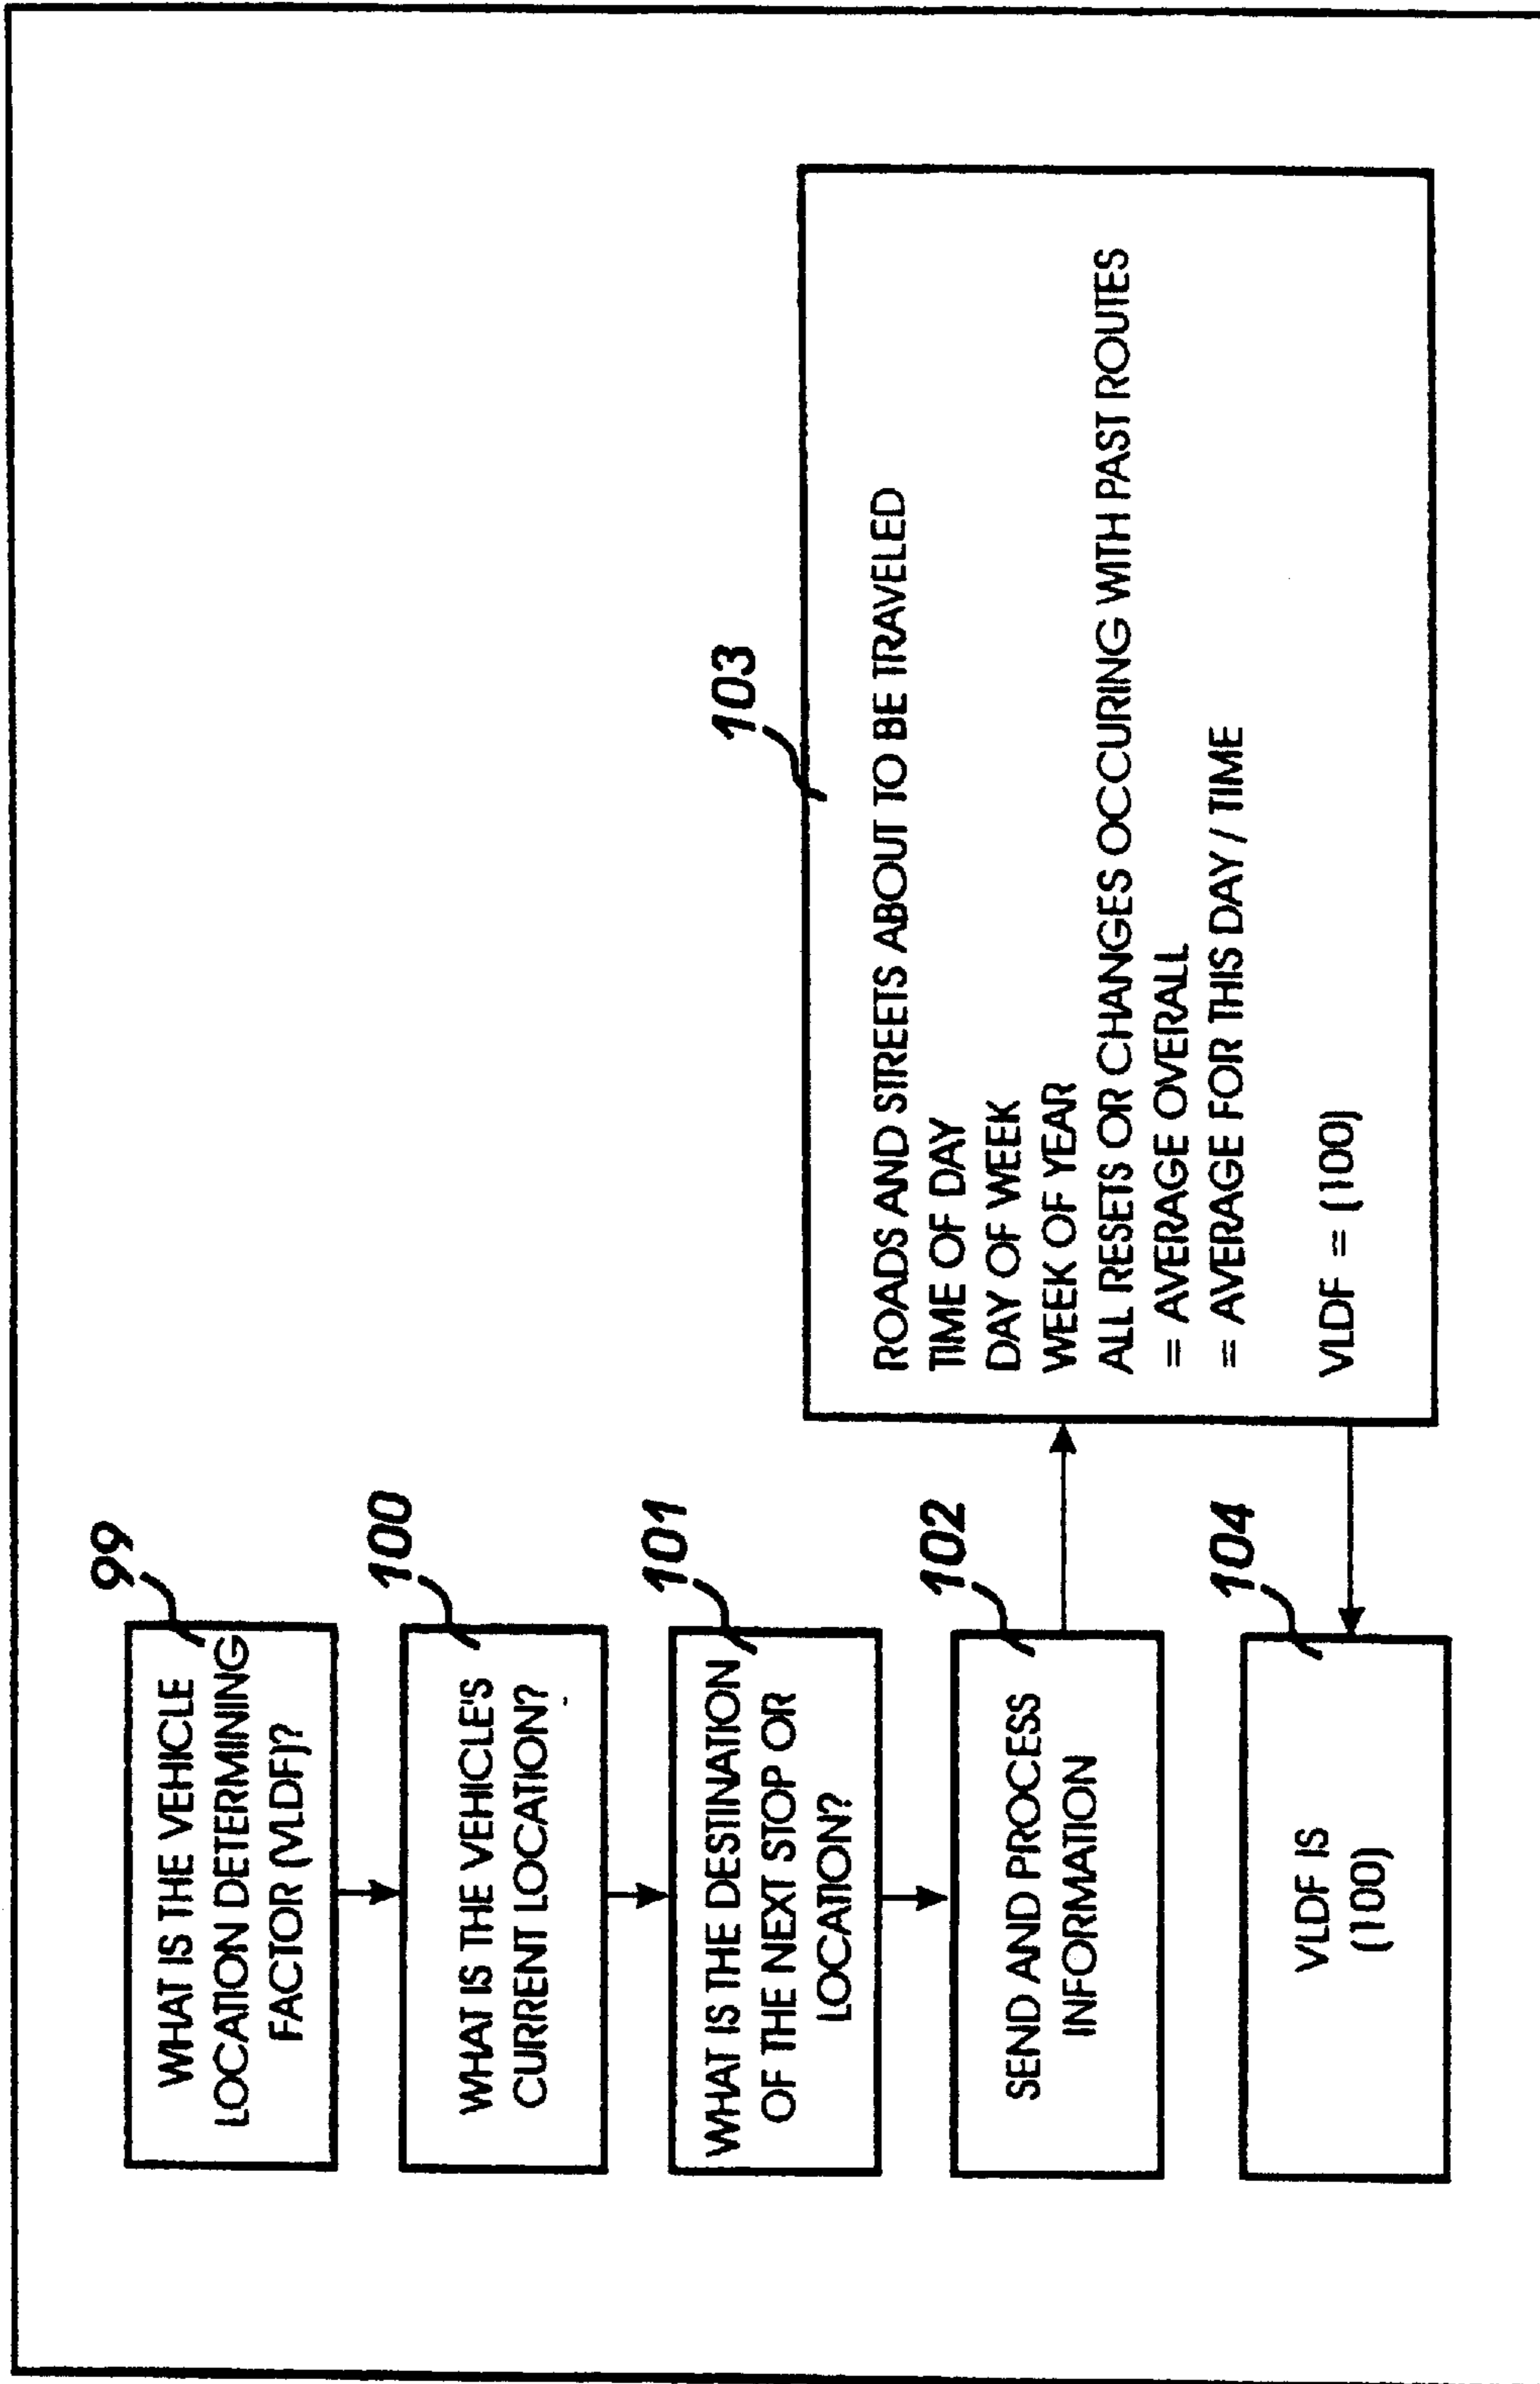 99
WHAT IS THE VEHICLE
LOCATION DETERMINING
FACTOR (VLDF)?
100
WHAT IS THE VEHICLE'S
CURRENT LOCATION?
101
WHAT IS THE DESTINATION
OF THE NEXT STOP OR
LOCATION?
102
SEND AND PROCESS
INFORMATION
103
ROADS AND STREETS ABOUT TO BE TRAVELED
TIME OF DAY
DAY OF WEEK
WEEK OF YEAR
ALL RESETS OR CHANGES OCCURING WITH PAST ROUTES
= AVERAGE OVERALL
= AVERAGE FOR THIS DAY / TIME
VLDF = (100)
104
VLDF IS
(100)